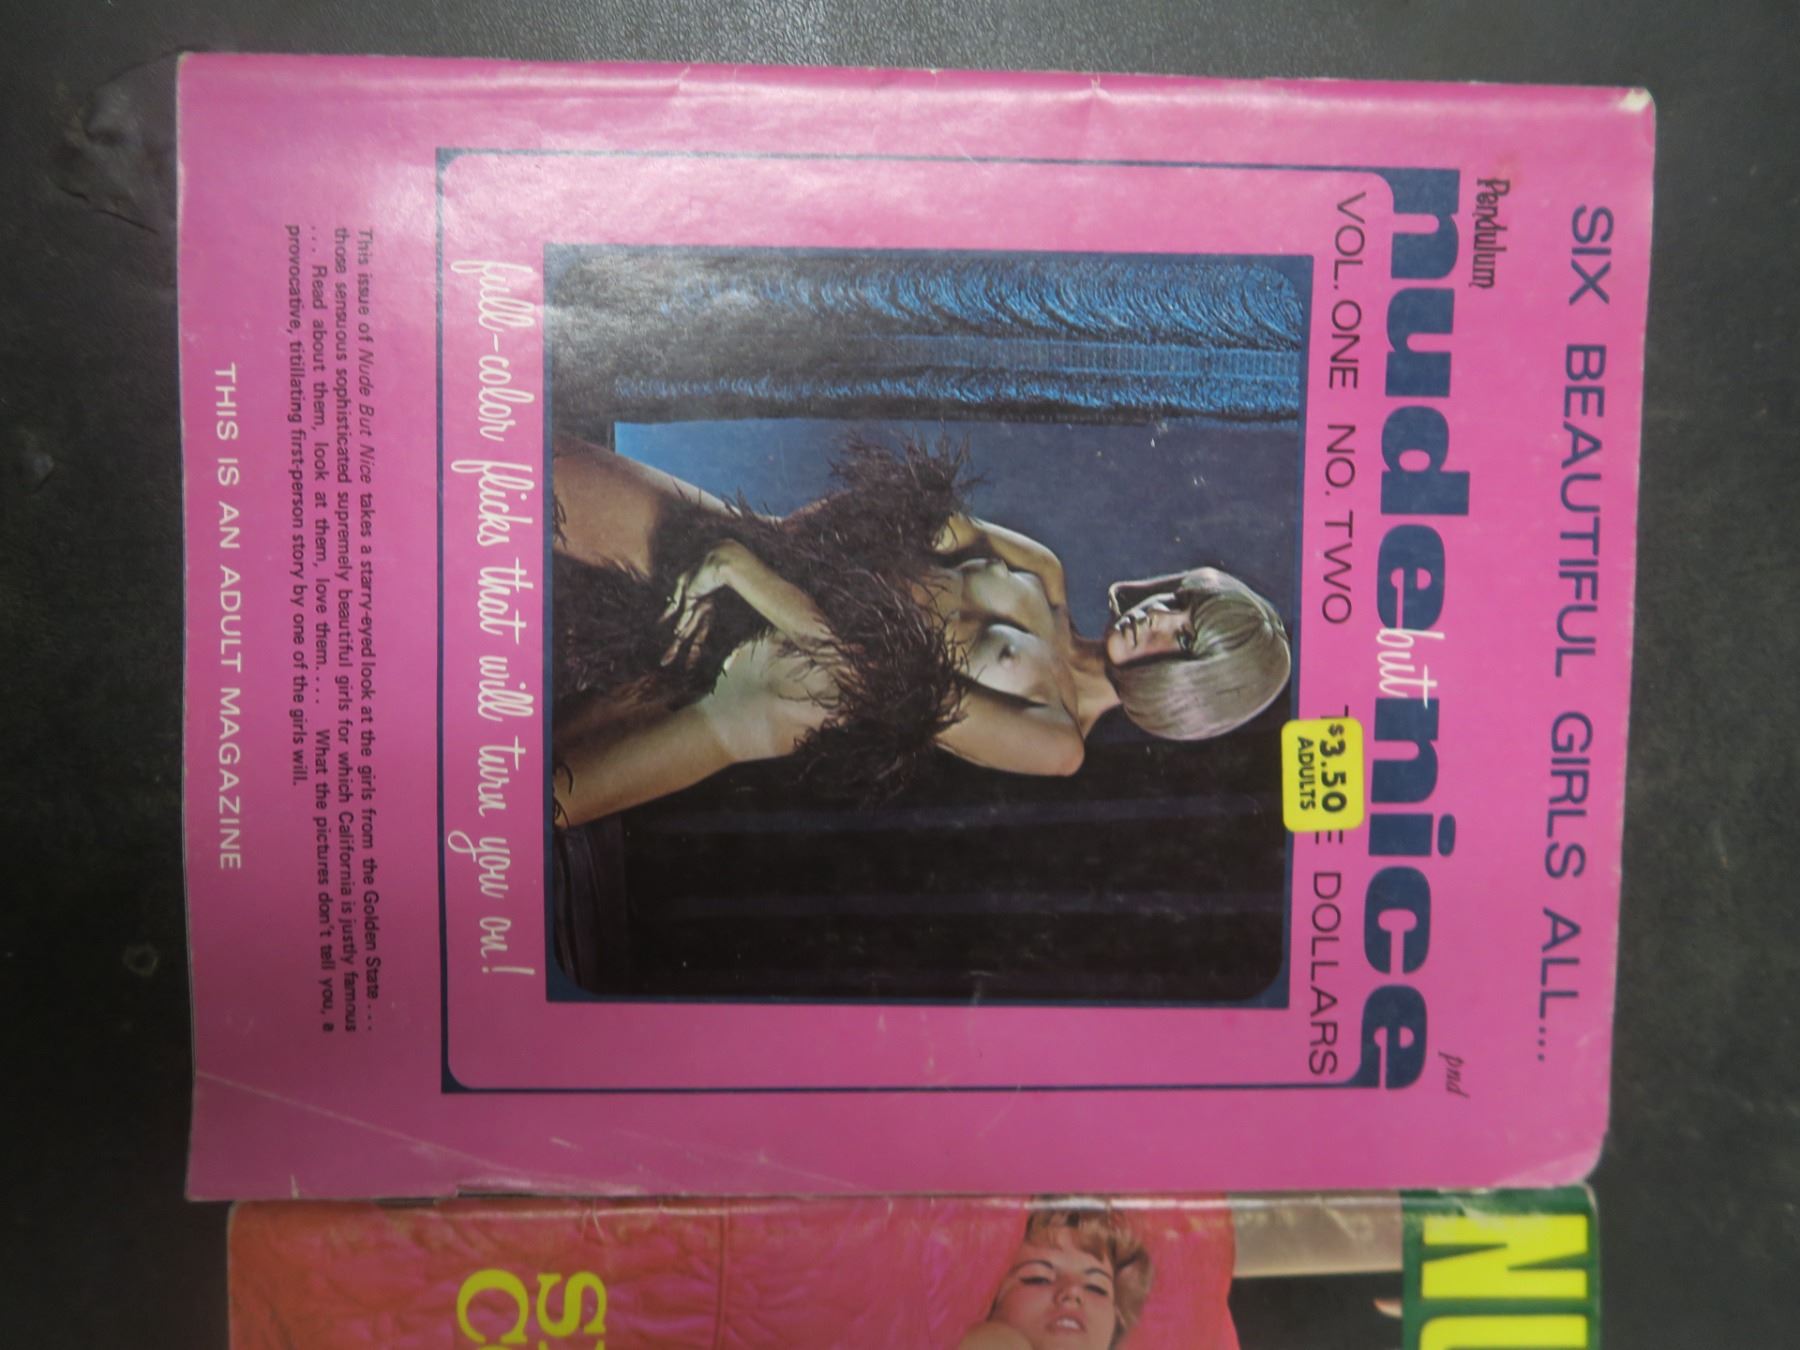 SIX BEAUTIFUL GIRLS ALL...
Pendulum
pnd
nude but nice
VOL. ONE NO. TWO DOLLARS
$3.50
ADULTS
full-color flicks that will turn you on!
This issue of Nude But Nice takes a starry-eyed look at the girls from the Golden State . . .
those sensuous sophisticated supremely beautiful girls for which California is justly famous
. . . Read about them, look at them, love them. . . . What the pictures don't tell you, a
provocative, titillating first-person story by one of the girls will.
THIS IS AN ADULT MAGAZINE
NU